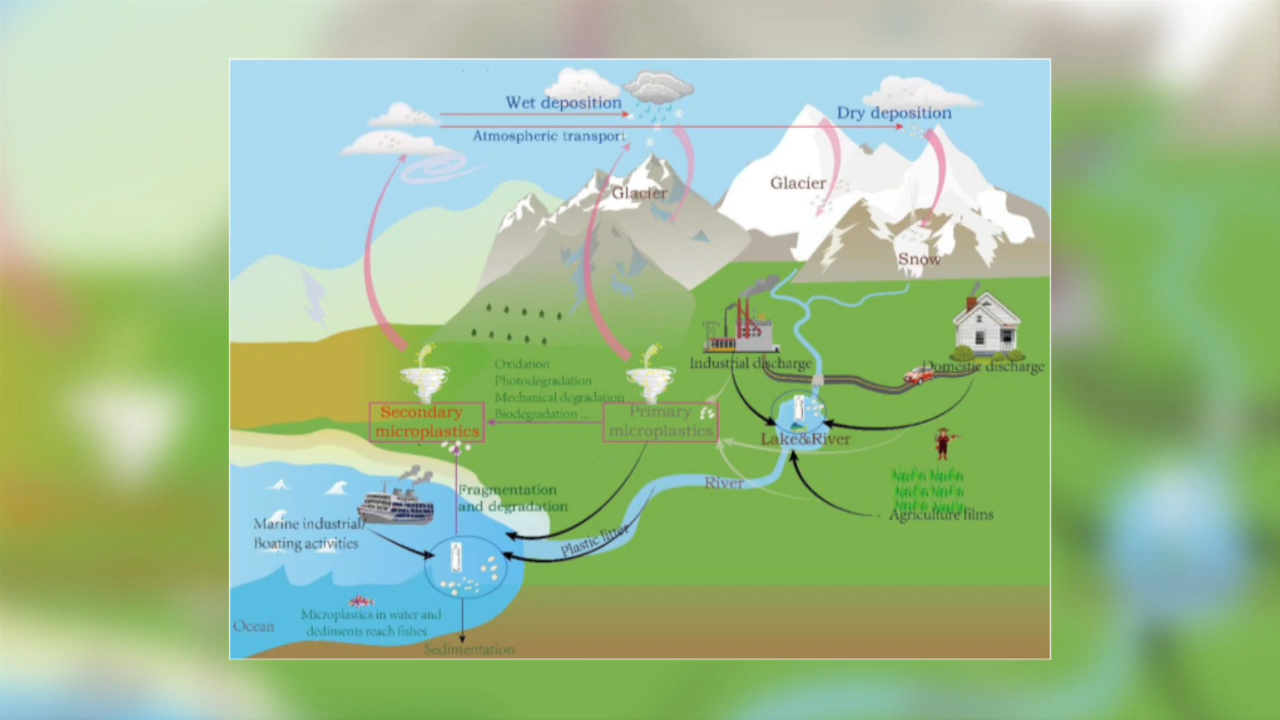 Wet deposition
Dry deposition
Atmospheric transport
Glacier
Glacier
Snow
Industrial discharge
Domestic discharge
Oxidation
Photodegradation
Mechanical degradation
Biodegradation ...
Secondary
microplastics
Primary
microplastics
Lake&River
River
Fragmentation
and degradation
Agriculture films
Marine industrial/
Boating activities
Plastic litter
Microplastics in water and
dediments reach fishes
Ocean
Sedimentation